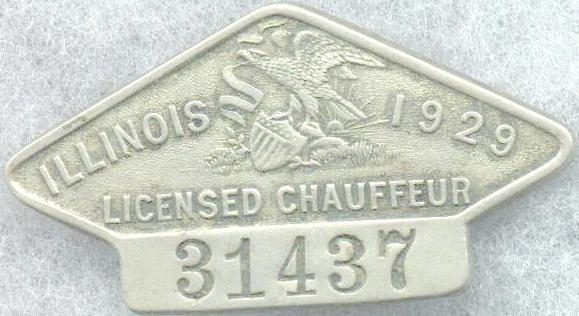 ILLINOIS 1929
LICENSED CHAUFFEUR
31437